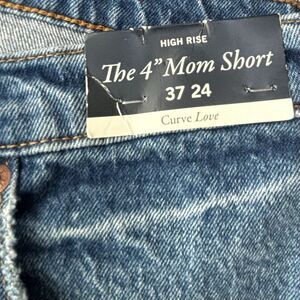 HIGH RISE
The 4" Mom Short
37 24
Curve Love